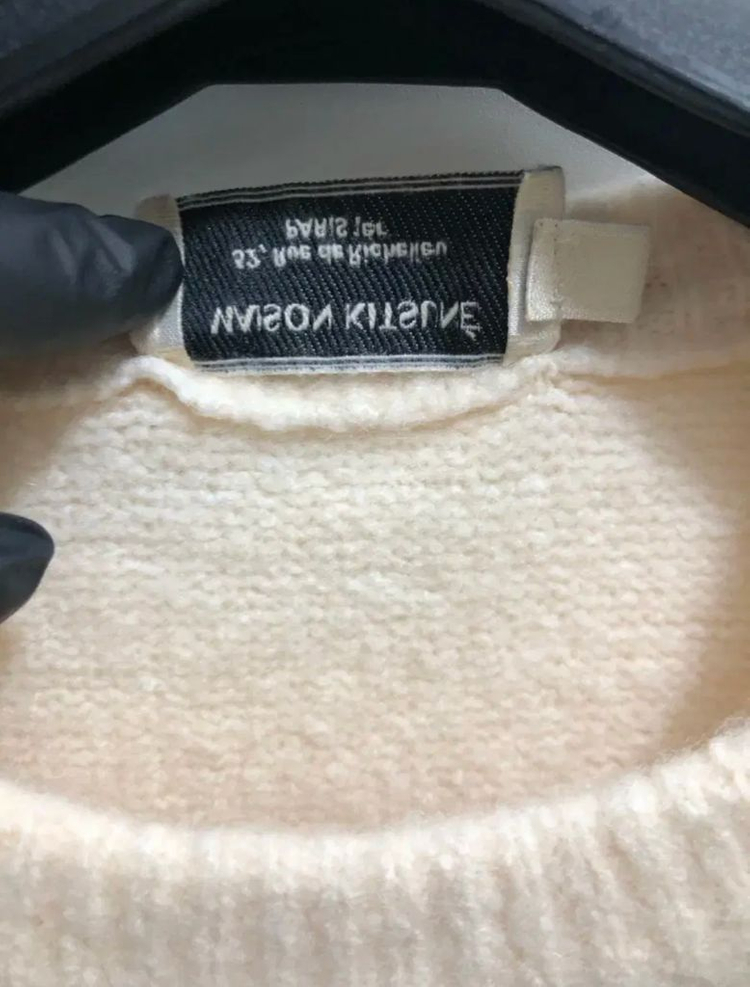 MAISON KITSUNÉ
52, Rue de Richelieu
PARIS 1er